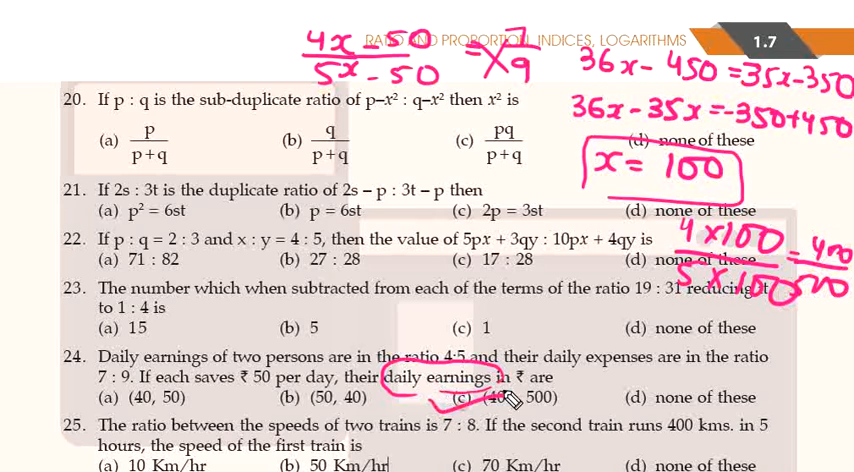 RATIO AND PROPORTION, INDICES, LOGARITHMS 1.7
4x - 50 / 5x - 50 = 7 / 9
36x - 450 = 35x - 350
36x - 35x = -350 + 450
x = 100
20. If p : q is the sub-duplicate ratio of p–x² : q–x² then x² is
(a) p / p+q (b) q / p+q (c) pq / p+q (d) none of these
21. If 2s : 3t is the duplicate ratio of 2s – p : 3t – p then
(a) p² = 6st (b) p = 6st (c) 2p = 3st (d) none of these
22. If p : q = 2 : 3 and x : y = 4 : 5, then the value of 5px + 3qy : 10px + 4qy is
(a) 71 : 82 (b) 27 : 28 (c) 17 : 28 (d) none of these
4 × 100 / 5 × 100 = 400 / 500
23. The number which when subtracted from each of the terms of the ratio 19 : 31 reducing it
to 1 : 4 is
(a) 15 (b) 5 (c) 1 (d) none of these
24. Daily earnings of two persons are in the ratio 4:5 and their daily expenses are in the ratio
7 : 9. If each saves ₹ 50 per day, their daily earnings in ₹ are
(a) (40, 50) (b) (50, 40) (c) (400, 500) (d) none of these
25. The ratio between the speeds of two trains is 7 : 8. If the second train runs 400 kms. in 5
hours, the speed of the first train is
(a) 10 Km/hr (b) 50 Km/hr (c) 70 Km/hr (d) none of these